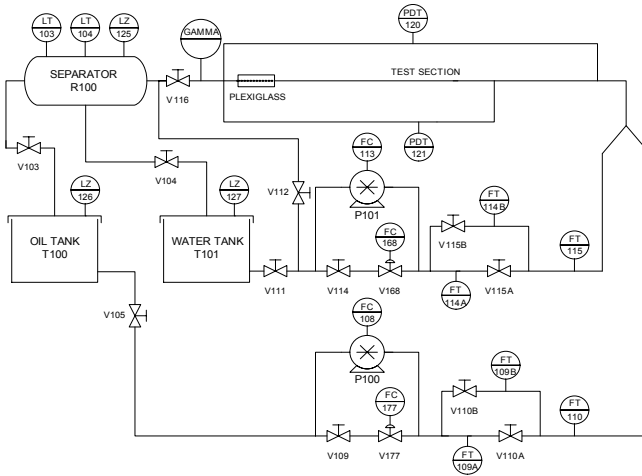 PDT
120
LT
103
LT
104
LZ
125
GAMMA
SEPARATOR
R100
TEST SECTION
V116
PLEXIGLASS
V103
V104
FC
113
PDT
121
LZ
126
LZ
127
V112
P101
FT
114B
OIL TANK
T100
WATER TANK
T101
FC
168
V115B
FT
115
V111
V114
V168
FT
114A
V115A
V105
FC
108
P100
FT
109B
FC
177
V110B
FT
110
V109
V177
FT
109A
V110A